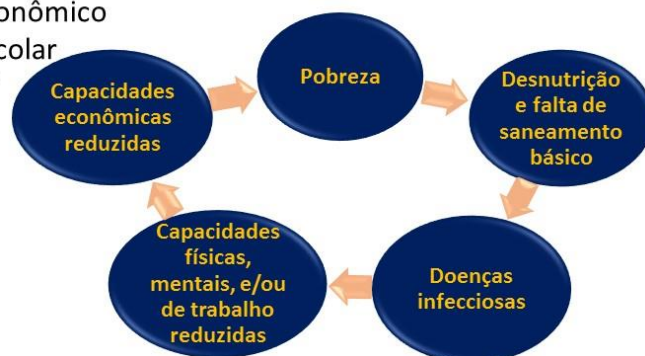 onômico
colar
Pobreza
Desnutrição
e falta de
saneamento
básico
Doenças
infecciosas
Capacidades
físicas,
mentais, e/ou
de trabalho
reduzidas
Capacidades
econômicas
reduzidas